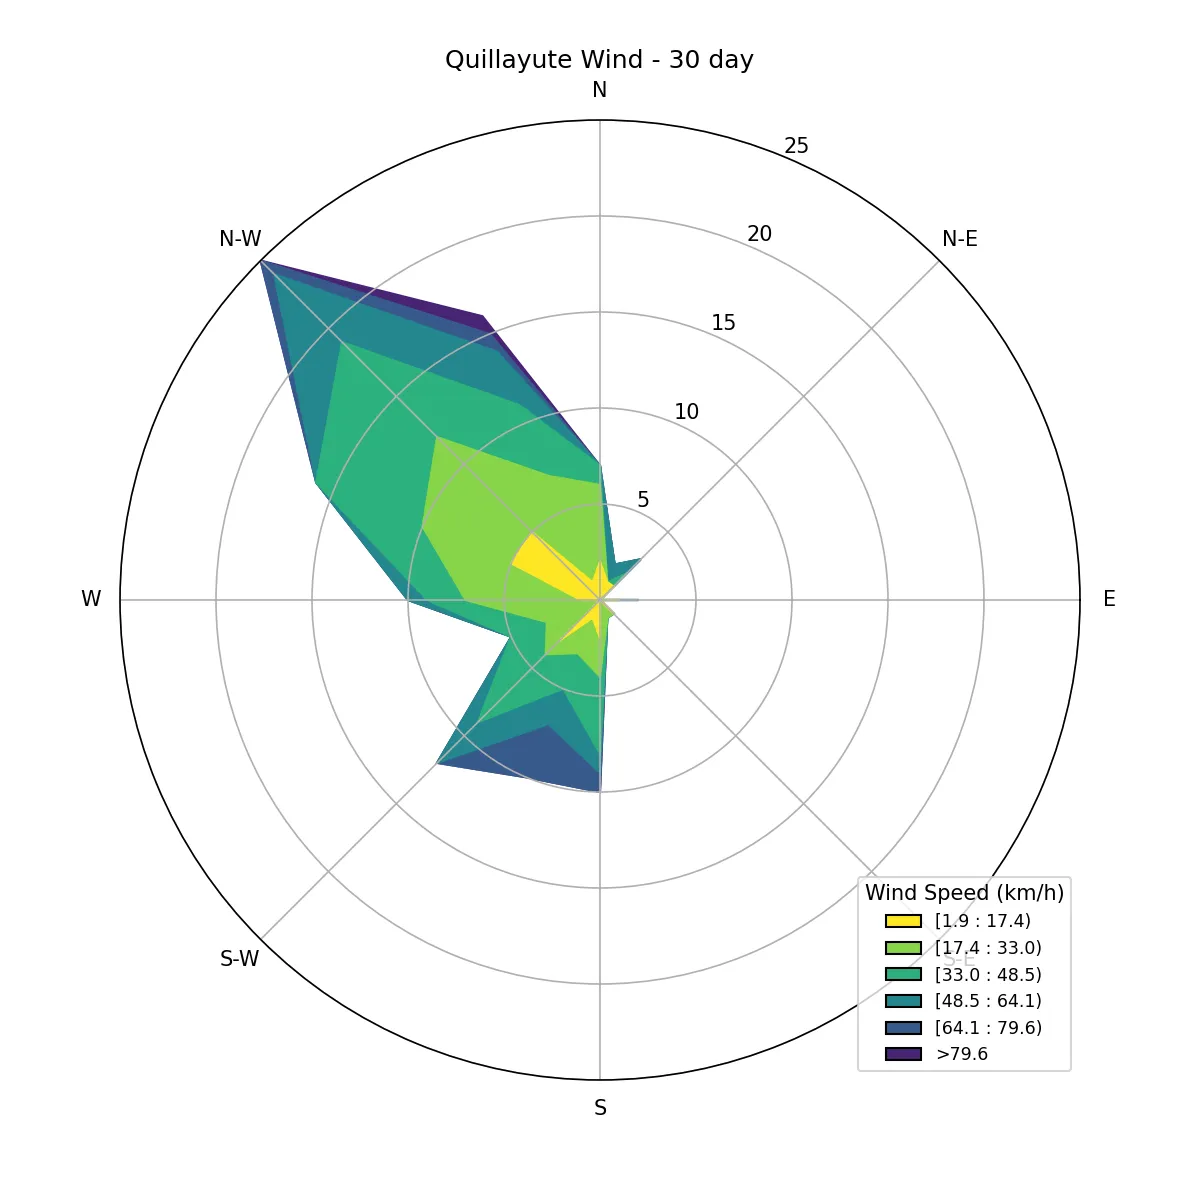 Quillayute Wind - 30 day
N
25
N-W
20
N-E
15
10
5
W
E
S-W
S-E
S
Wind Speed (km/h)
[1.9 : 17.4)
[17.4 : 33.0)
[33.0 : 48.5)
[48.5 : 64.1)
[64.1 : 79.6)
>79.6